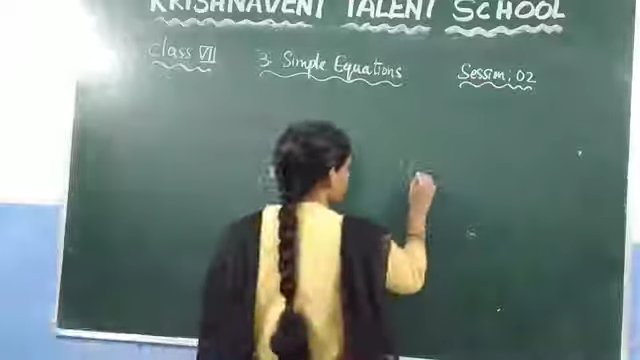 KRISHNAVENI TALENT SCHOOL
Class VII
3. Simple Equations
Session: 02